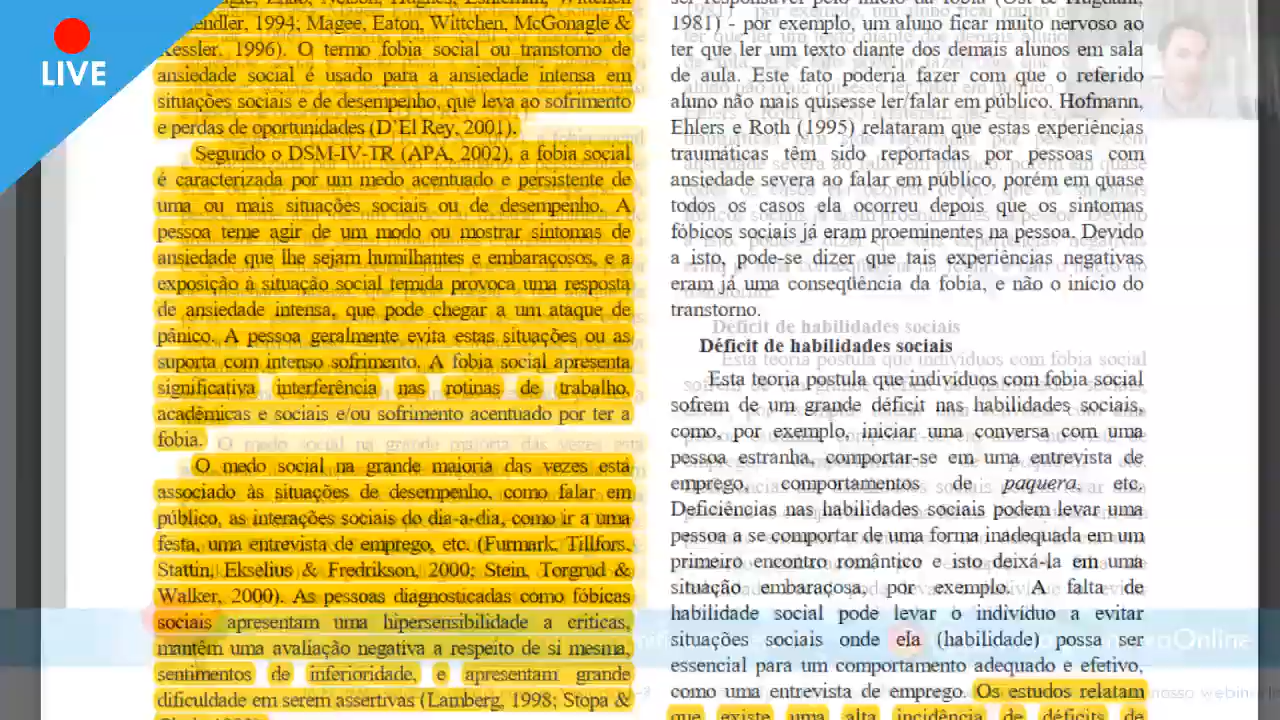 LIVE
Kessler, 1996). O termo fobia social ou transtorno de
ansiedade social é usado para a ansiedade intensa em
situações sociais e de desempenho, que leva ao sofrimento
e perdas de oportunidades (D'El Rey, 2001).
Segundo o DSM-IV-TR (APA, 2002), a fobia social
é caracterizada por um medo acentuado e persistente de
uma ou mais situações sociais ou de desempenho. A
pessoa teme agir de um modo ou mostrar sintomas de
ansiedade que lhe sejam humilhantes e embaraçosos, e a
exposição à situação social temida provoca uma resposta
de ansiedade intensa, que pode chegar a um ataque de
pânico. A pessoa geralmente evita estas situações ou as
suporta com intenso sofrimento. A fobia social apresenta
significativa interferência nas rotinas de trabalho,
acadêmicas e sociais e/ou sofrimento acentuado por ter a
fobia.
O medo social na grande maioria das vezes está
associado às situações de desempenho, como falar em
público, as interações sociais do dia-a-dia, como ir a uma
festa, uma entrevista de emprego, etc. (Furmark, Tillfors,
Stattin, Ekselius & Fredrikson, 2000; Stein, Torgrud &
Walker, 2000). As pessoas diagnosticadas como fóbicas
sociais apresentam uma hipersensibilidade a críticas,
mantêm uma avaliação negativa a respeito de si mesma,
sentimentos de inferioridade, e apresentam grande
dificuldade em serem assertivas (Lamberg, 1998; Stopa &
1981) - por exemplo, um aluno ficar muito nervoso ao
ter que ler um texto diante dos demais alunos em sala
de aula. Este fato poderia fazer com que o referido
aluno não mais quisesse ler/falar em público. Hofmann,
Ehlers e Roth (1995) relataram que estas experiências
traumáticas têm sido reportadas por pessoas com
ansiedade severa ao falar em público, porém em quase
todos os casos ela ocorreu depois que os sintomas
fóbicos sociais já eram proeminentes na pessoa. Devido
a isto, pode-se dizer que tais experiências negativas
eram já uma conseqüência da fobia, e não o início do
transtorno.
Déficit de habilidades sociais
Esta teoria postula que indivíduos com fobia social
sofrem de um grande déficit nas habilidades sociais,
como, por exemplo, iniciar uma conversa com uma
pessoa estranha, comportar-se em uma entrevista de
emprego, comportamentos de paquera, etc.
Deficiências nas habilidades sociais podem levar uma
pessoa a se comportar de uma forma inadequada em um
primeiro encontro romântico e isto deixá-la em uma
situação embaraçosa, por exemplo. A falta de
habilidade social pode levar o indivíduo a evitar
situações sociais onde ela (habilidade) possa ser
essencial para um comportamento adequado e efetivo,
como uma entrevista de emprego. Os estudos relatam
que existe uma alta incidência de déficits de